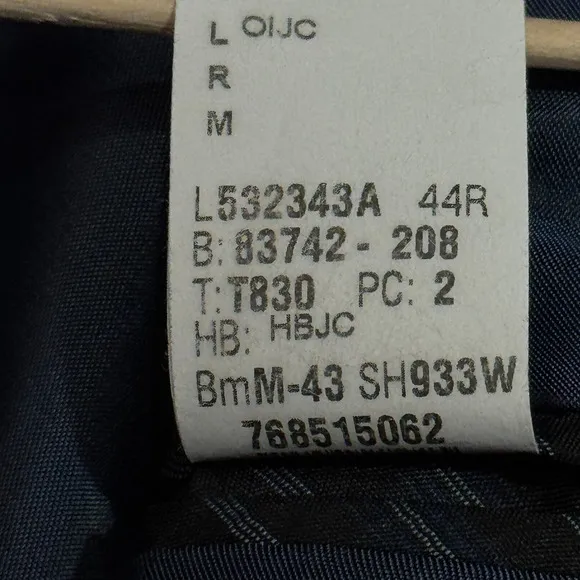 L OIJC
R
M
L532343A 44R
B: 83742 - 208
T: T830 PC: 2
HB: HBJC
BmM-43 SH933W
768515062